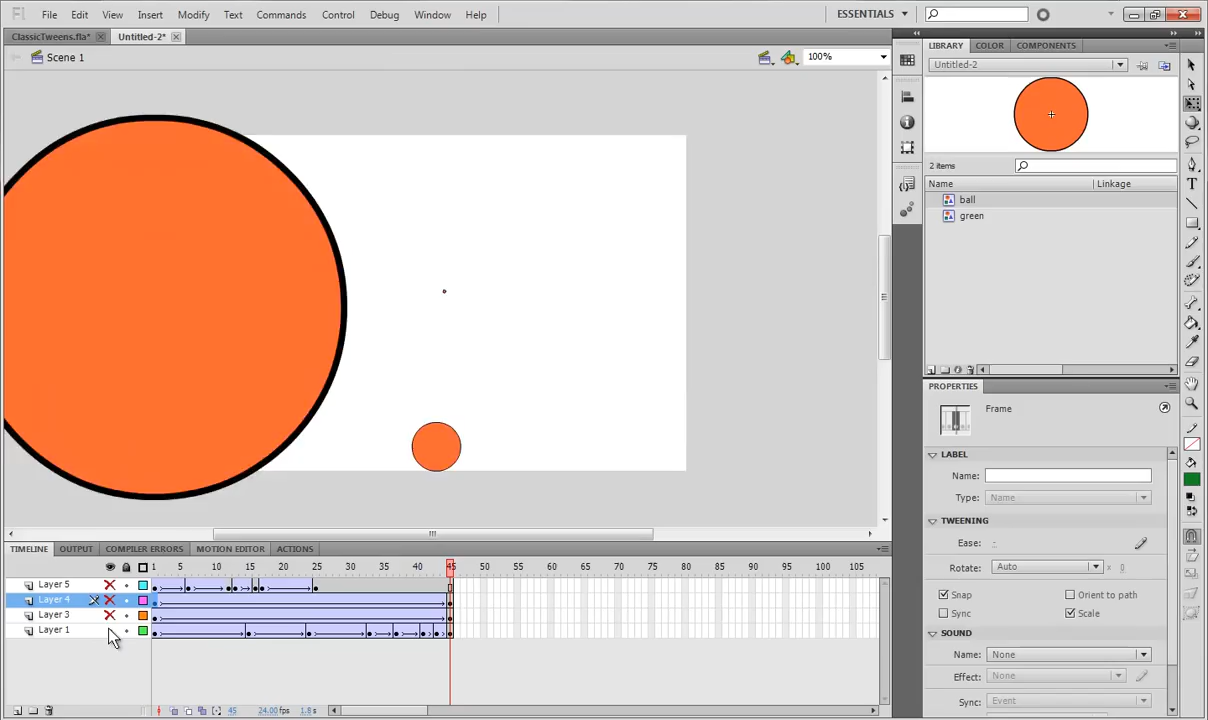 Fl File Edit View Insert Modify Text Commands Control Debug Window Help ESSENTIALS
ClassicTweens.fla* Untitled-2*
Scene 1 100%
LIBRARY COLOR COMPONENTS
Untitled-2
2 items
Name Linkage
ball
green
PROPERTIES
Frame
LABEL
Name:
Type: Name
TWEENING
Ease: -
Rotate: Auto x 0
Snap Orient to path
Sync Scale
SOUND
Name: None
Effect: None
Sync: Event
TIMELINE OUTPUT COMPILER ERRORS MOTION EDITOR ACTIONS
1 5 10 15 20 25 30 35 40 45 50 55 60 65 70 75 80 85 90 95 100 105
Layer 5
Layer 4
Layer 3
Layer 1
45 24.00 fps 1.8 s